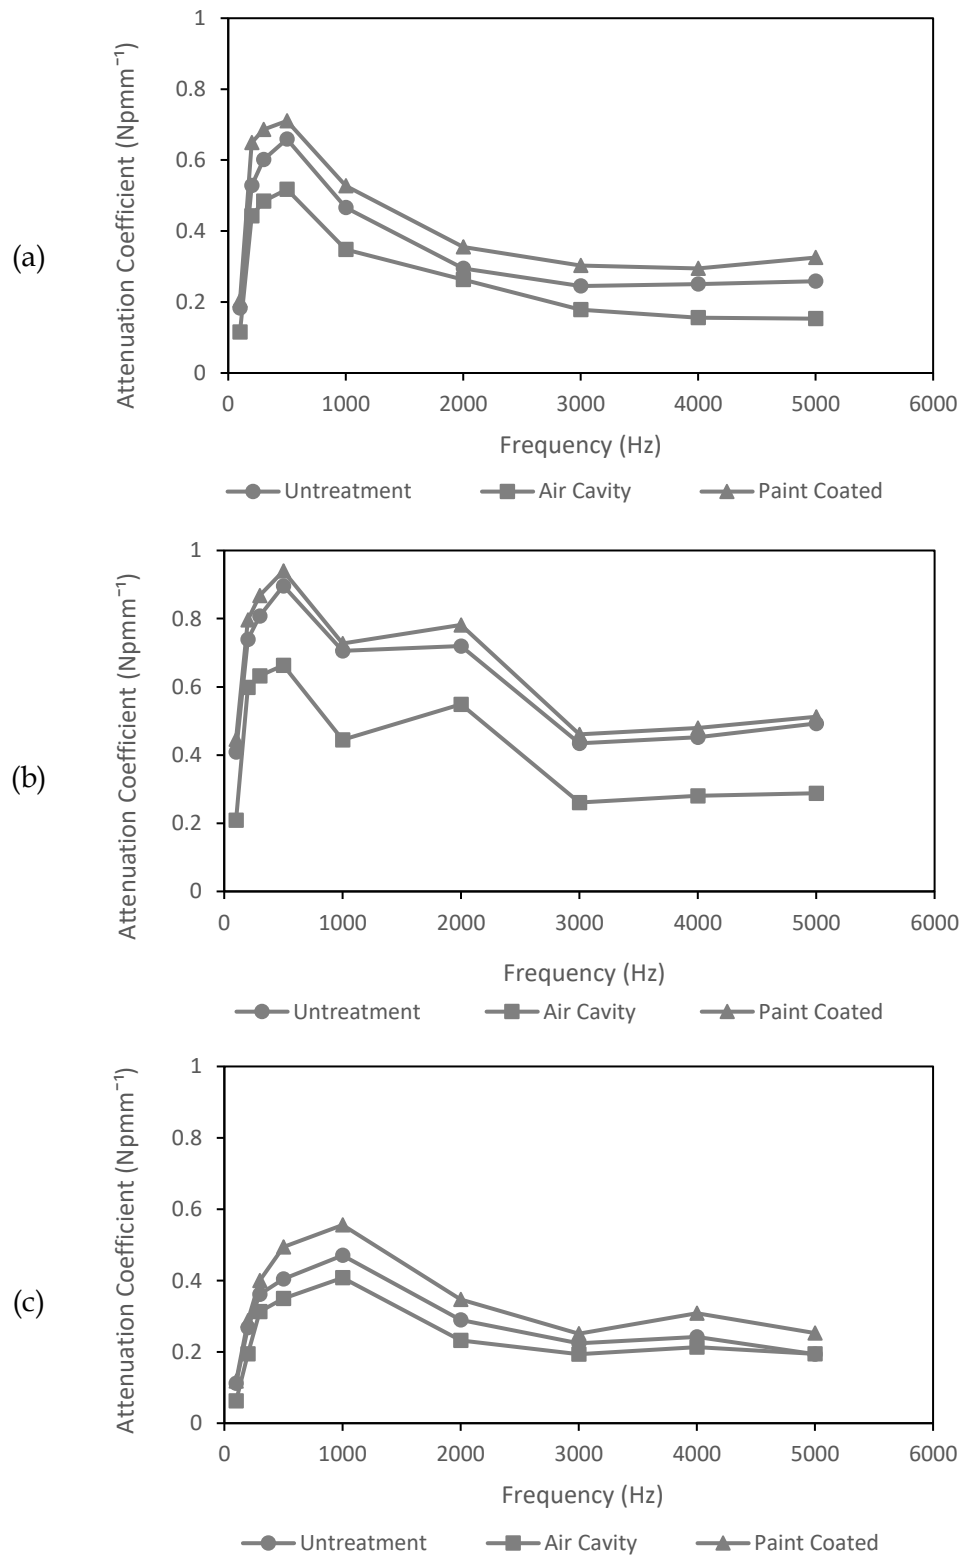 (a)
Attenuation Coefficient (Npmm⁻¹)
1
0.8
0.6
0.4
0.2
0
0 1000 2000 3000 4000 5000 6000
Frequency (Hz)
Untreatment Air Cavity Paint Coated
(b)
Attenuation Coefficient (Npmm⁻¹)
1
0.8
0.6
0.4
0.2
0
0 1000 2000 3000 4000 5000 6000
Frequency (Hz)
Untreatment Air Cavity Paint Coated
(c)
Attenuation Coefficient (Npmm⁻¹)
1
0.8
0.6
0.4
0.2
0
0 1000 2000 3000 4000 5000 6000
Frequency (Hz)
Untreatment Air Cavity Paint Coated